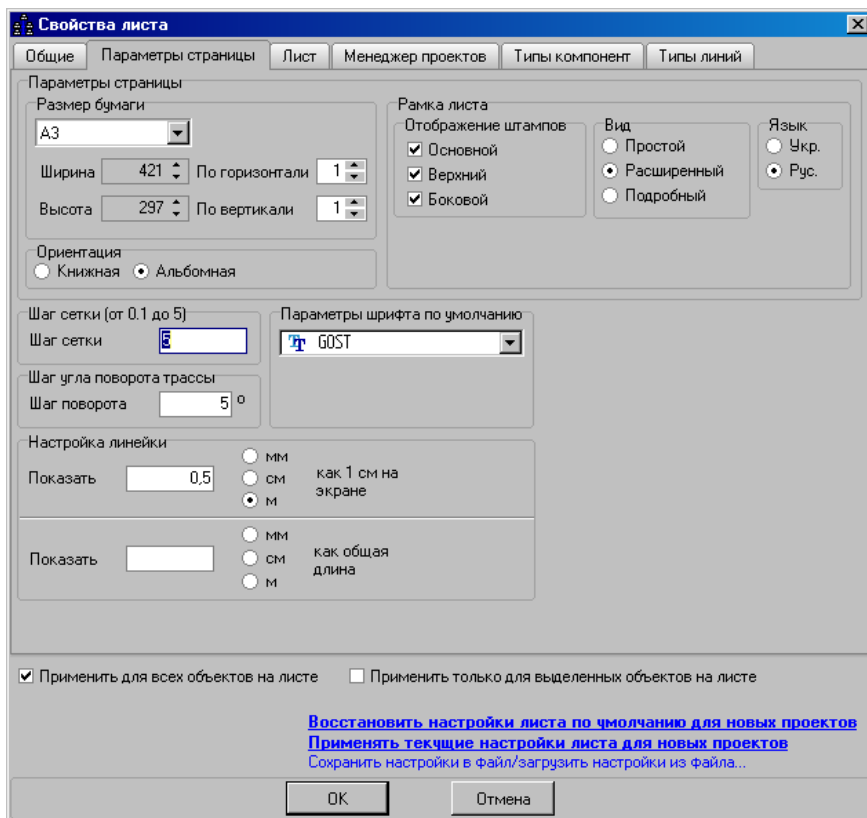 Свойства листа
Общие Параметры страницы Лист Менеджер проектов Типы компонент Типы линий
Параметры страницы
Размер бумаги
A3
Ширина 421 По горизонтали 1
Высота 297 По вертикали 1
Ориентация
Книжная Альбомная
Рамка листа
Отображение штампов
Основной
Верхний
Боковой
Вид
Простой
Расширенный
Подробный
Язык
Укр.
Рус.
Шаг сетки (от 0.1 до 5)
Шаг сетки 5
Параметры шрифта по умолчанию
GOST
Шаг угла поворота трассы
Шаг поворота 5 °
Настройка линейки
Показать 0,5
мм
см
м
как 1 см на
экране
Показать
мм
см
м
как общая
длина
Применить для всех объектов на листе Применить только для выделенных объектов на листе
Восстановить настройки листа по умолчанию для новых проектов
Применять текущие настройки листа для новых проектов
Сохранить настройки в файл/загрузить настройки из файла...
OK Отмена